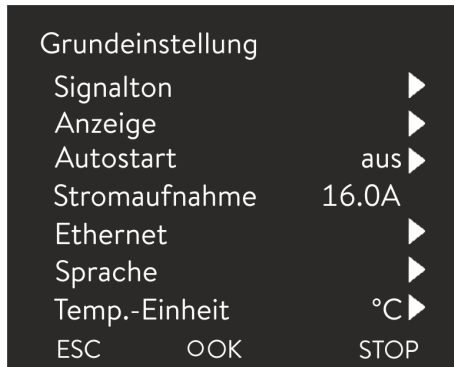 Grundeinstellung
Signalton
Anzeige
Autostart aus
Stromaufnahme 16.0A
Ethernet
Sprache
Temp.-Einheit °C
ESC OOK STOP